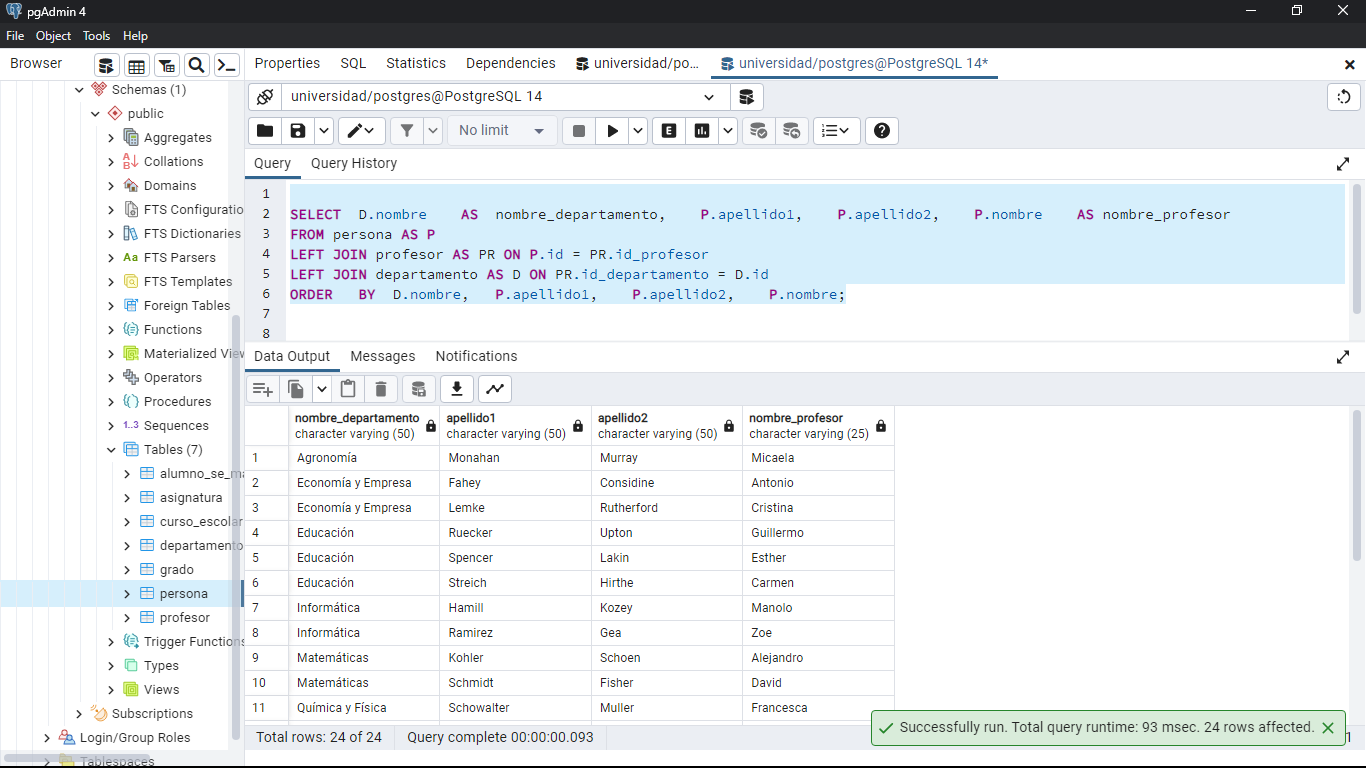 pgAdmin 4
File Object Tools Help
Browser
Properties SQL Statistics Dependencies universidad/po... universidad/postgres@PostgreSQL 14*
Schemas (1)
public
Aggregates
Collations
Domains
FTS Configuratio
FTS Dictionaries
FTS Parsers
FTS Templates
Foreign Tables
Functions
Materialized View
Operators
Procedures
Sequences
Tables (7)
alumno_se_ma
asignatura
curso_escolar
departamento
grado
persona
profesor
Trigger Functions
Types
Views
Subscriptions
Login/Group Roles
Tablespaces
universidad/postgres@PostgreSQL 14
No limit
Query Query History
1
2 SELECT D.nombre AS nombre_departamento, P.apellido1, P.apellido2, P.nombre AS nombre_profesor
3 FROM persona AS P
4 LEFT JOIN profesor AS PR ON P.id = PR.id_profesor
5 LEFT JOIN departamento AS D ON PR.id_departamento = D.id
6 ORDER BY D.nombre, P.apellido1, P.apellido2, P.nombre;
7
8
Data Output Messages Notifications
nombre_departamento apellido1 apellido2 nombre_profesor
character varying (50) character varying (50) character varying (50) character varying (25)
1 Agronomía Monahan Murray Micaela
2 Economía y Empresa Fahey Considine Antonio
3 Economía y Empresa Lemke Rutherford Cristina
4 Educación Ruecker Upton Guillermo
5 Educación Spencer Lakin Esther
6 Educación Streich Hirthe Carmen
7 Informática Hamill Kozey Manolo
8 Informática Ramirez Gea Zoe
9 Matemáticas Kohler Schoen Alejandro
10 Matemáticas Schmidt Fisher David
11 Química y Física Schowalter Muller Francesca
Successfully run. Total query runtime: 93 msec. 24 rows affected.
Total rows: 24 of 24 Query complete 00:00:00.093